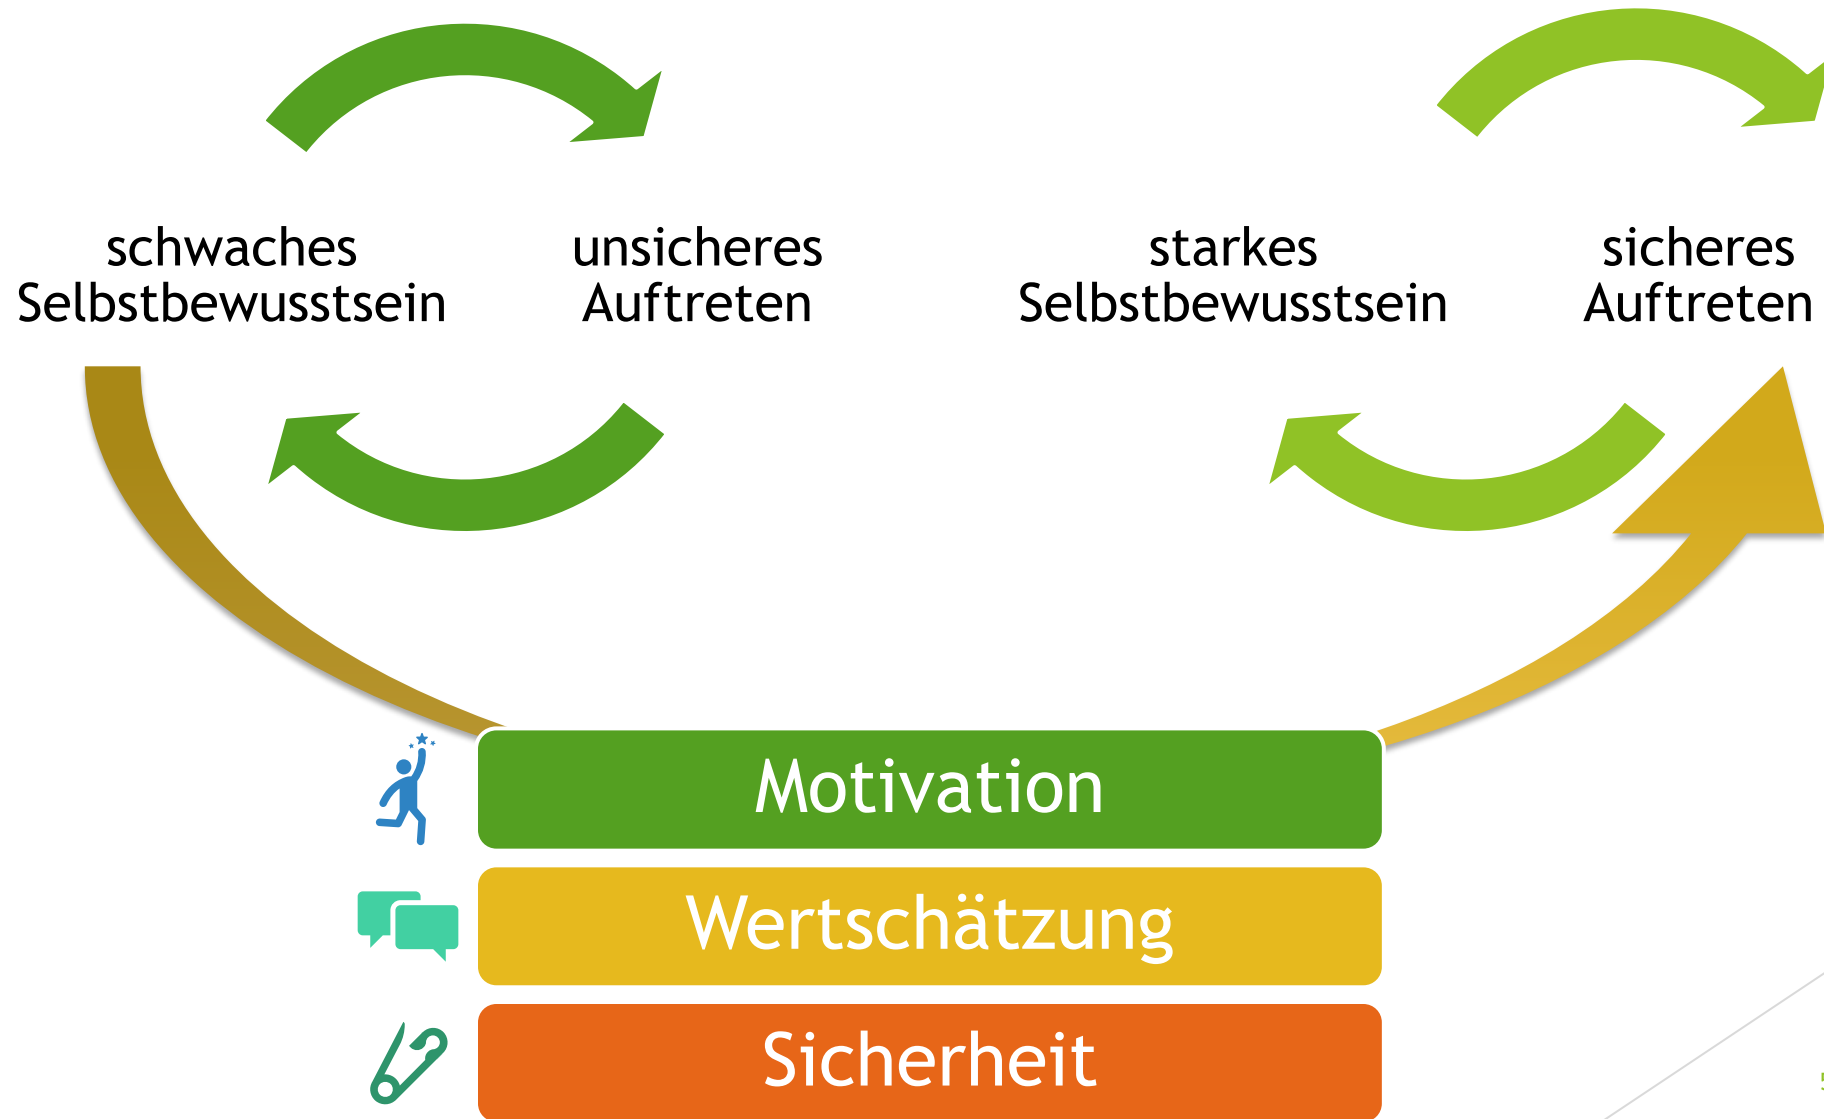 schwaches
Selbstbewusstsein
unsicheres
Auftreten
starkes
Selbstbewusstsein
sicheres
Auftreten
Motivation
Wertschätzung
Sicherheit